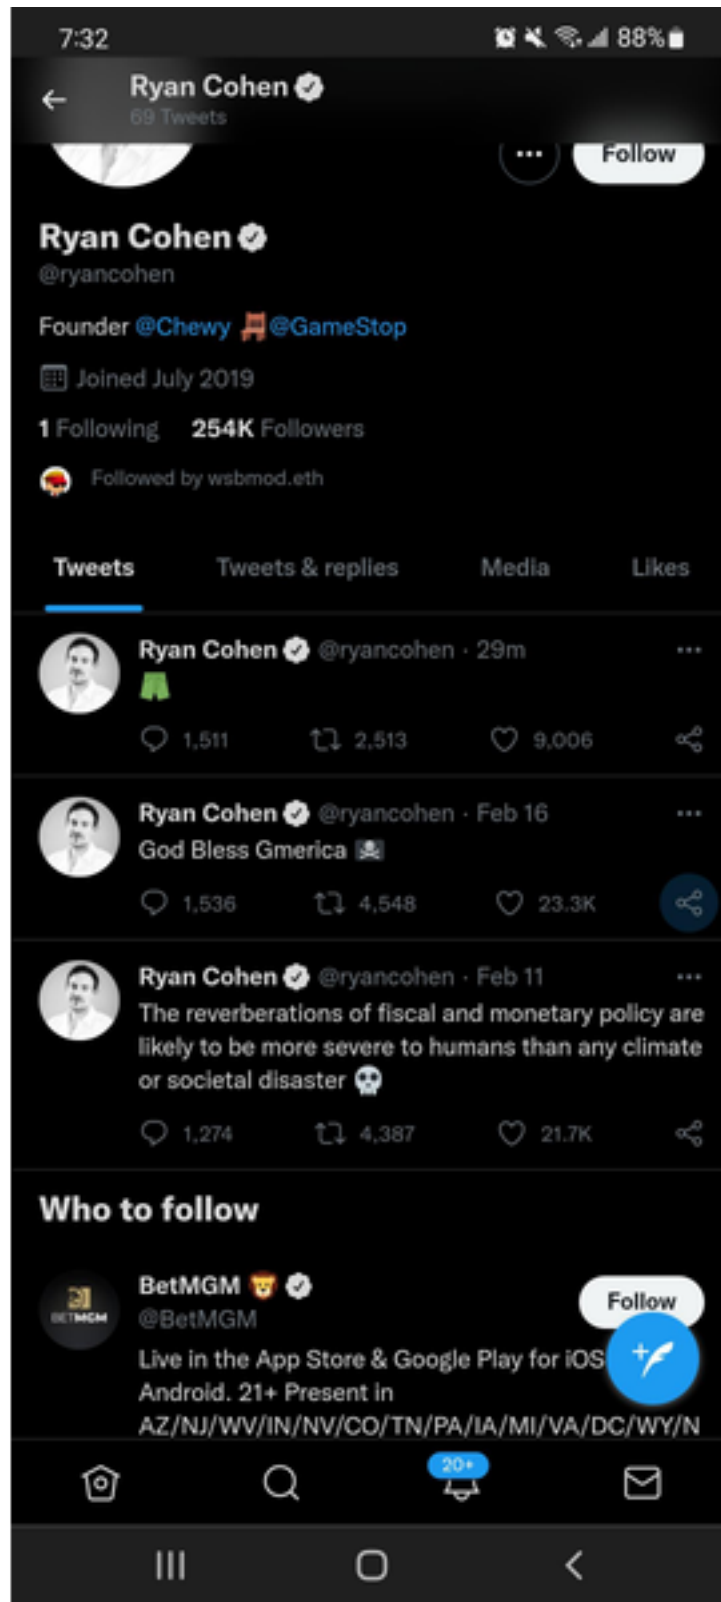 7:32 88%
Ryan Cohen
69 Tweets
Follow
Ryan Cohen
@ryancohen
Founder @Chewy 🪑@GameStop
Joined July 2019
1 Following 254K Followers
Followed by wsbmod.eth
Tweets Tweets & replies Media Likes
Ryan Cohen @ryancohen · 29m
🩳
1,511 2,513 9,006
Ryan Cohen @ryancohen · Feb 16
God Bless Gmerica 🏴‍☠️
1,536 4,548 23.3K
Ryan Cohen @ryancohen · Feb 11
The reverberations of fiscal and monetary policy are
likely to be more severe to humans than any climate
or societal disaster 💀
1,274 4,387 21.7K
Who to follow
BETMGM
BetMGM 🦁
Follow
@BetMGM
Live in the App Store & Google Play for iOS
Android. 21+ Present in
AZ/NJ/WV/IN/NV/CO/TN/PA/IA/MI/VA/DC/WY/N
20+